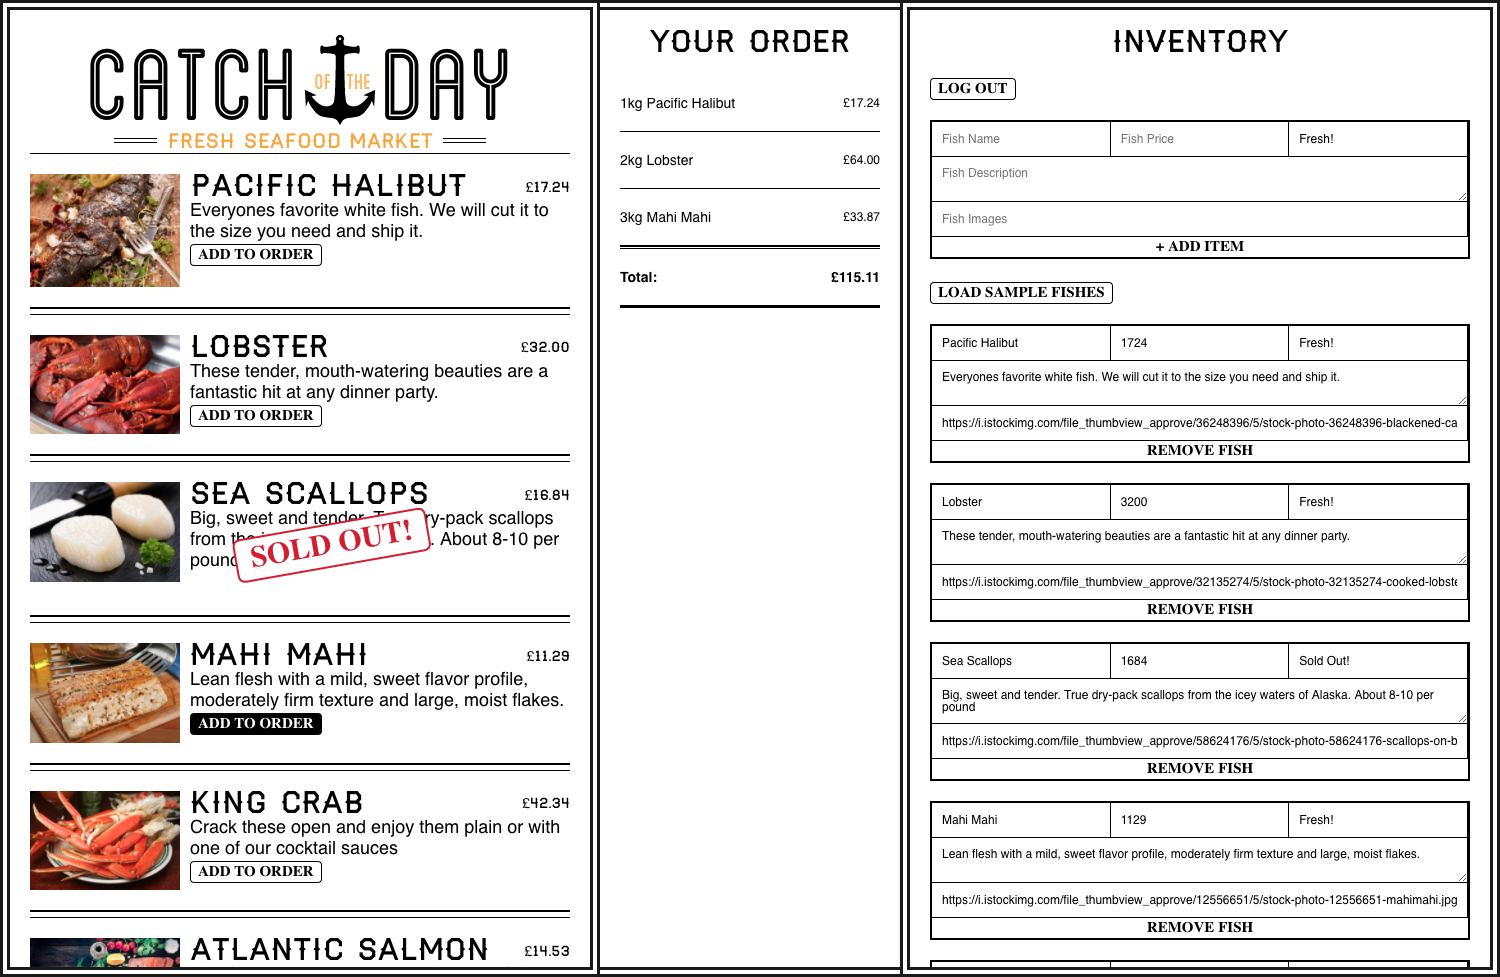 CATCH OF THE DAY
FRESH SEAFOOD MARKET
PACIFIC HALIBUT £17.24
Everyones favorite white fish. We will cut it to
the size you need and ship it.
ADD TO ORDER
LOBSTER £32.00
These tender, mouth-watering beauties are a
fantastic hit at any dinner party.
ADD TO ORDER
SEA SCALLOPS £16.84
Big, sweet and tender. dry-pack scallops
from the . About 8-10 per
pound
SOLD OUT!
MAHI MAHI £11.29
Lean flesh with a mild, sweet flavor profile,
moderately firm texture and large, moist flakes.
ADD TO ORDER
KING CRAB £42.34
Crack these open and enjoy them plain or with
one of our cocktail sauces
ADD TO ORDER
ATLANTIC SALMON £14.53
YOUR ORDER
1kg Pacific Halibut £17.24
2kg Lobster £64.00
3kg Mahi Mahi £33.87
Total: £115.11
INVENTORY
LOG OUT
Fish Name Fish Price Fresh!
Fish Description
Fish Images
+ ADD ITEM
LOAD SAMPLE FISHES
Pacific Halibut 1724 Fresh!
Everyones favorite white fish. We will cut it to the size you need and ship it.
https://i.istockimg.com/file_thumbview_approve/36248396/5/stock-photo-36248396-blackened-ca
REMOVE FISH
Lobster 3200 Fresh!
These tender, mouth-watering beauties are a fantastic hit at any dinner party.
https://i.istockimg.com/file_thumbview_approve/32135274/5/stock-photo-32135274-cooked-lobste
REMOVE FISH
Sea Scallops 1684 Sold Out!
Big, sweet and tender. True dry-pack scallops from the icey waters of Alaska. About 8-10 per
pound
https://i.istockimg.com/file_thumbview_approve/58624176/5/stock-photo-58624176-scallops-on-b
REMOVE FISH
Mahi Mahi 1129 Fresh!
Lean flesh with a mild, sweet flavor profile, moderately firm texture and large, moist flakes.
https://i.istockimg.com/file_thumbview_approve/12556651/5/stock-photo-12556651-mahimahi.jpg
REMOVE FISH